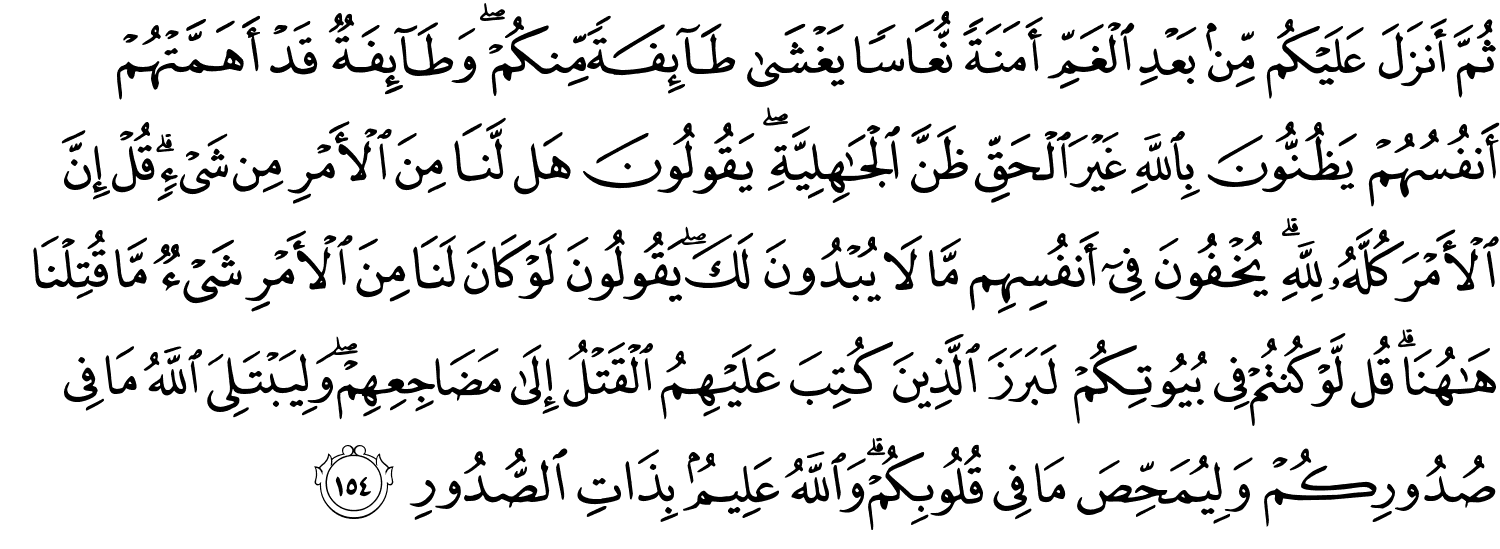 ثُمَّ أَنزَلَ عَلَيْكُم مِّنۢ بَعْدِ ٱلْغَمِّ أَمَنَةً نُّعَاسًا يَغْشَىٰ طَآئِفَةً مِّنكُمْ ۖ وَطَآئِفَةٌ قَدْ أَهَمَّتْهُمْ
أَنفُسُهُمْ يَظُنُّونَ بِٱللَّهِ غَيْرَ ٱلْحَقِّ ظَنَّ ٱلْجَٰهِلِيَّةِ ۖ يَقُولُونَ هَل لَّنَا مِنَ ٱلْأَمْرِ مِن شَىْءٍ ۗ قُلْ إِنَّ
ٱلْأَمْرَ كُلَّهُۥ لِلَّهِ ۗ يُخْفُونَ فِىٓ أَنفُسِهِم مَّا لَا يُبْدُونَ لَكَ ۖ يَقُولُونَ لَوْ كَانَ لَنَا مِنَ ٱلْأَمْرِ شَىْءٌ مَّا قُتِلْنَا
هَٰهُنَا ۗ قُل لَّوْ كُنتُمْ فِى بُيُوتِكُمْ لَبَرَزَ ٱلَّذِينَ كُتِبَ عَلَيْهِمُ ٱلْقَتْلُ إِلَىٰ مَضَاجِعِهِمْ ۖ وَلِيَبْتَلِىَ ٱللَّهُ مَا فِى
صُدُورِكُمْ وَلِيُمَحِّصَ مَا فِى قُلُوبِكُمْ ۗ وَٱللَّهُ عَلِيمٌۢ بِذَاتِ ٱلصُّدُورِ ١٥٤